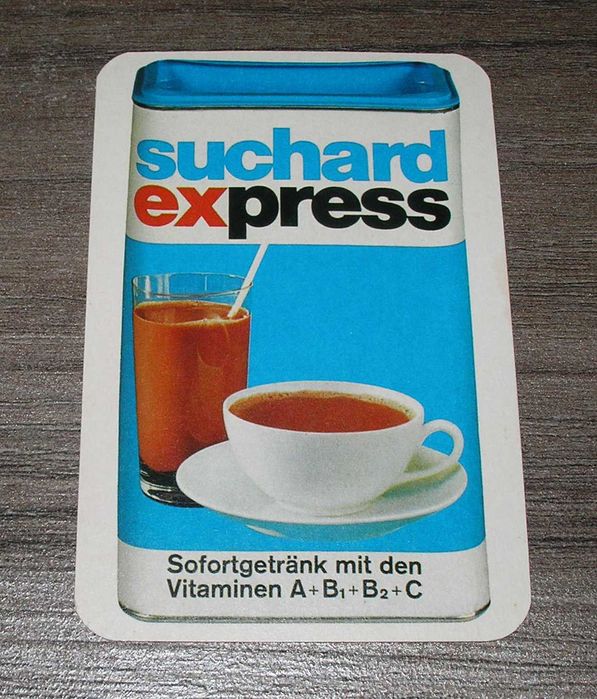 suchard
express
Sofortgetränk mit den
Vitaminen A+B₁+B₂+C